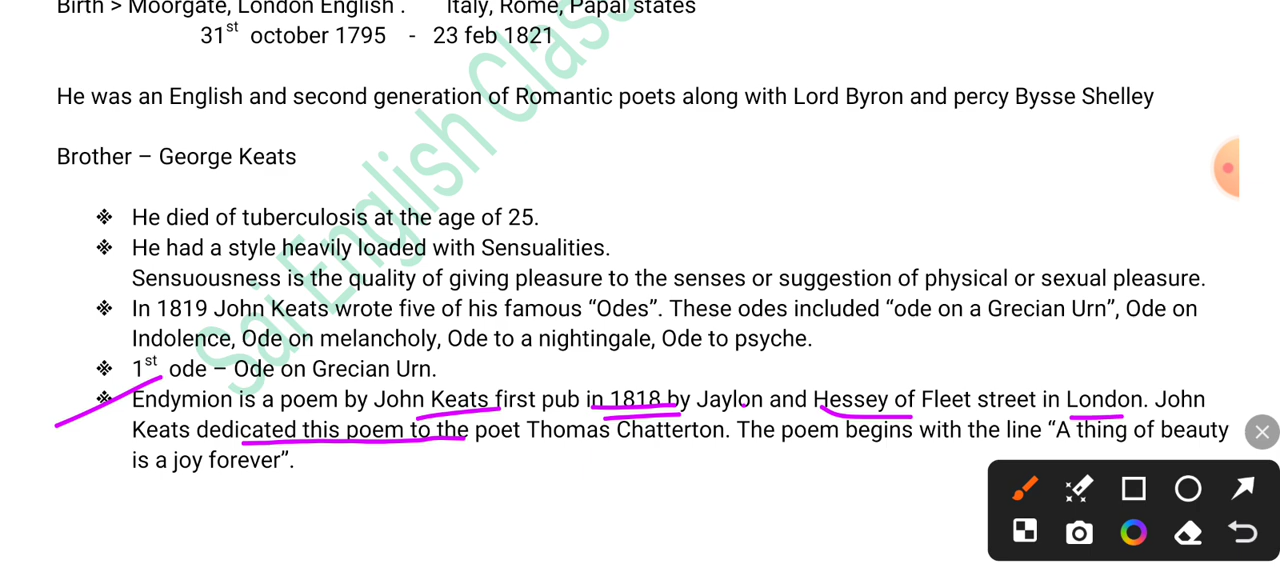 Birth > Moorgate, London English . Italy, Rome, Papal states
31st october 1795 - 23 feb 1821
He was an English and second generation of Romantic poets along with Lord Byron and percy Bysse Shelley
Brother – George Keats
❖ He died of tuberculosis at the age of 25.
❖ He had a style heavily loaded with Sensualities.
Sensuousness is the quality of giving pleasure to the senses or suggestion of physical or sexual pleasure.
❖ In 1819 John Keats wrote five of his famous “Odes”. These odes included “ode on a Grecian Urn”, Ode on
Indolence, Ode on melancholy, Ode to a nightingale, Ode to psyche.
❖ 1st ode – Ode on Grecian Urn.
❖ Endymion is a poem by John Keats first pub in 1818 by Jaylon and Hessey of Fleet street in London. John
Keats dedicated this poem to the poet Thomas Chatterton. The poem begins with the line “A thing of beauty
is a joy forever”.
Sai English Class